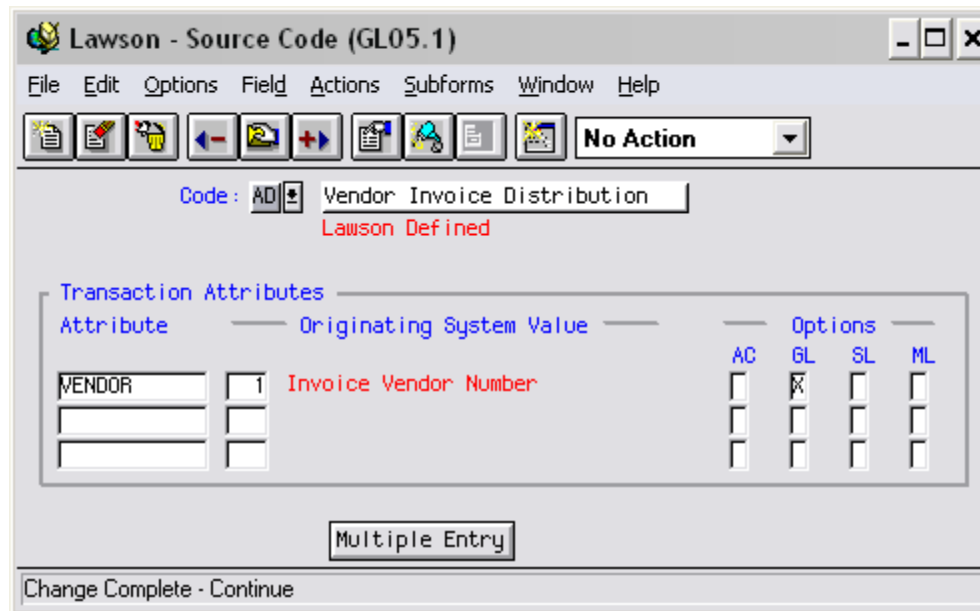 Lawson - Source Code (GL05.1)
File Edit Options Field Actions Subforms Window Help
No Action
Code: AD Vendor Invoice Distribution
Lawson Defined
Transaction Attributes
Attribute Originating System Value Options
AC GL SL ML
VENDOR 1 Invoice Vendor Number X
Multiple Entry
Change Complete - Continue